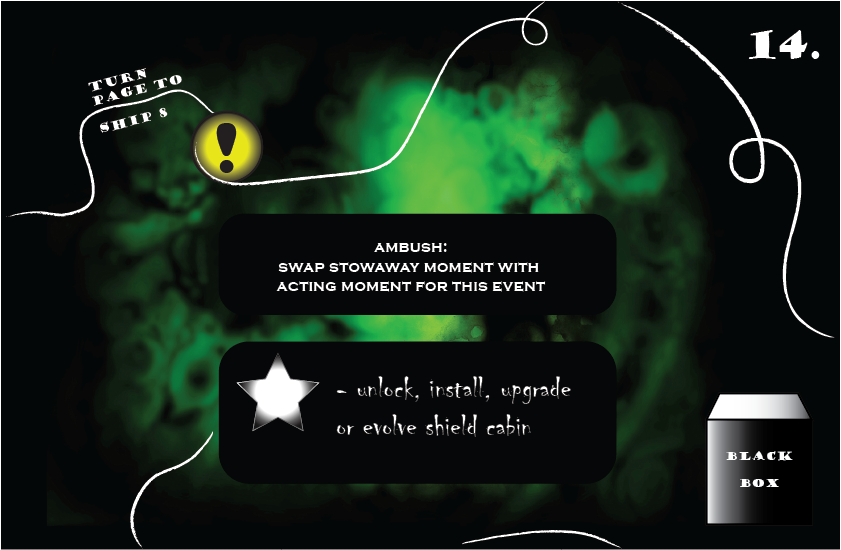 14.
TURN
PAGE TO
SHIP 8
!
AMBUSH:
SWAP STOWAWAY MOMENT WITH
ACTING MOMENT FOR THIS EVENT
- unlock, install, upgrade
or evolve shield cabin
BLACK
BOX